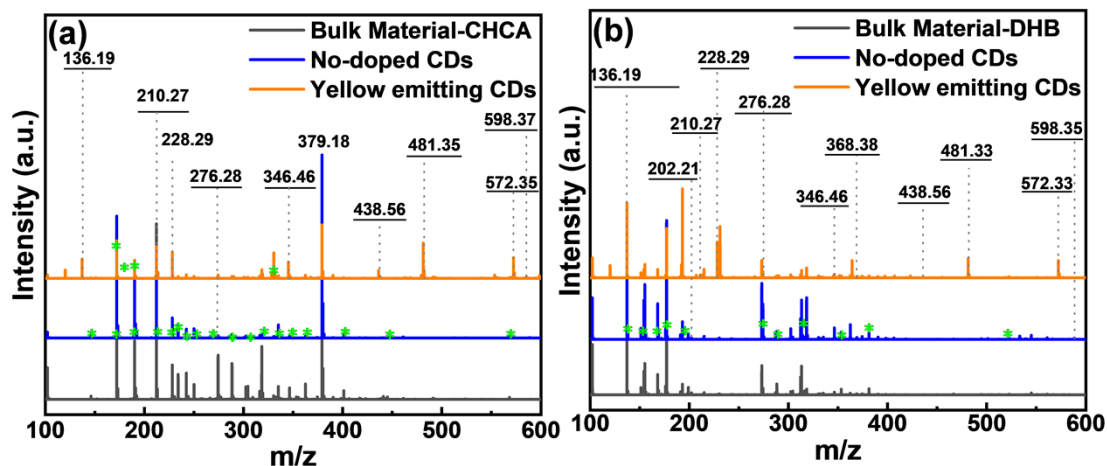 (a)
Bulk Material-CHCA
No-doped CDs
Yellow emitting CDs
136.19
210.27
228.29
276.28
346.46
379.18
438.56
481.35
598.37
572.35
Intensity (a.u.)
100 200 300 400 500 600
m/z
(b)
Bulk Material-DHB
No-doped CDs
Yellow emitting CDs
136.19
228.29
276.28
210.27
202.21
368.38
346.46
438.56
481.33
598.35
572.33
Intensity (a.u.)
100 200 300 400 500 600
m/z